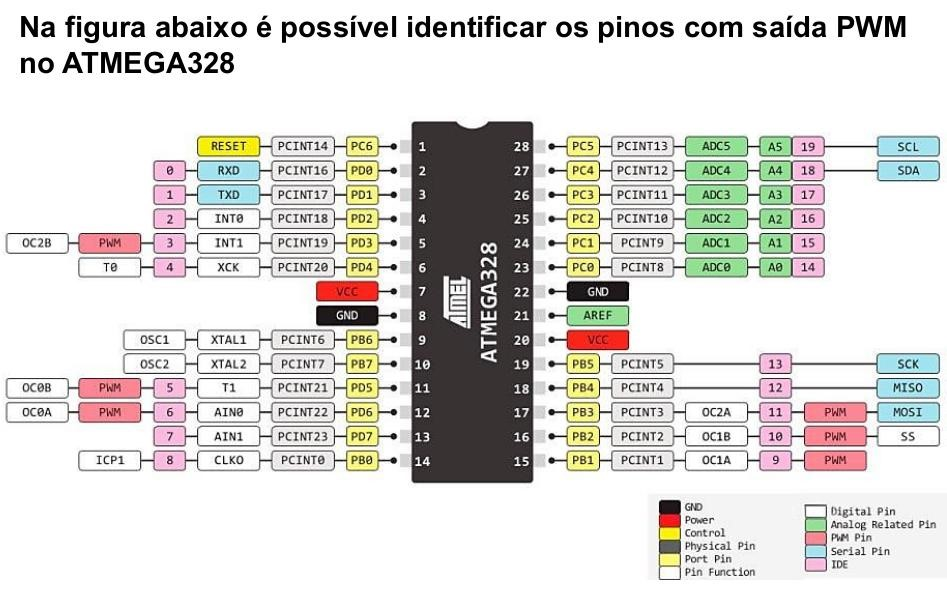 Na figura abaixo é possível identificar os pinos com saída PWM
no ATMEGA328
RESET PCINT14 PC6 1 28 PC5 PCINT13 ADC5 A5 19 SCL
0 RXD PCINT16 PD0 2 27 PC4 PCINT12 ADC4 A4 18 SDA
1 TXD PCINT17 PD1 3 26 PC3 PCINT11 ADC3 A3 17
2 INT0 PCINT18 PD2 4 25 PC2 PCINT10 ADC2 A2 16
OC2B PWM 3 INT1 PCINT19 PD3 5 24 PC1 PCINT9 ADC1 A1 15
T0 4 XCK PCINT20 PD4 6 23 PC0 PCINT8 ADC0 A0 14
VCC 7 22 GND
GND 8 21 AREF
OSC1 XTAL1 PCINT6 PB6 9 20 VCC
OSC2 XTAL2 PCINT7 PB7 10 19 PB5 PCINT5 13 SCK
OC0B PWM 5 T1 PCINT21 PD5 11 18 PB4 PCINT4 12 MISO
OC0A PWM 6 AIN0 PCINT22 PD6 12 17 PB3 PCINT3 OC2A 11 PWM MOSI
7 AIN1 PCINT23 PD7 13 16 PB2 PCINT2 OC1B 10 PWM SS
ICP1 8 CLKO PCINT0 PB0 14 15 PB1 PCINT1 OC1A 9 PWM
ATMEL
ATMEGA328
GND
Power
Control
Physical Pin
Port Pin
Pin Function
Digital Pin
Analog Related Pin
PWM Pin
Serial Pin
IDE